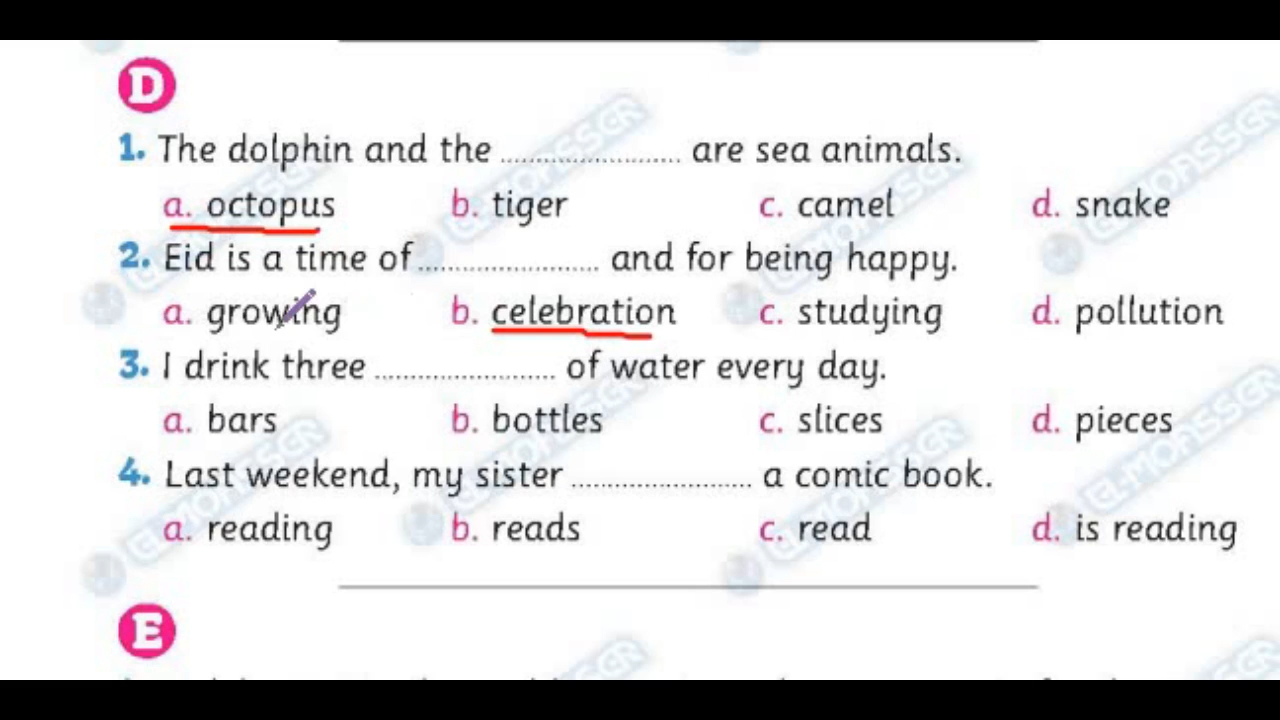 D
1. The dolphin and the ........................ are sea animals.
a. octopus b. tiger c. camel d. snake
2. Eid is a time of ........................ and for being happy.
a. growing b. celebration c. studying d. pollution
3. I drink three ........................ of water every day.
a. bars b. bottles c. slices d. pieces
4. Last weekend, my sister ........................ a comic book.
a. reading b. reads c. read d. is reading
E